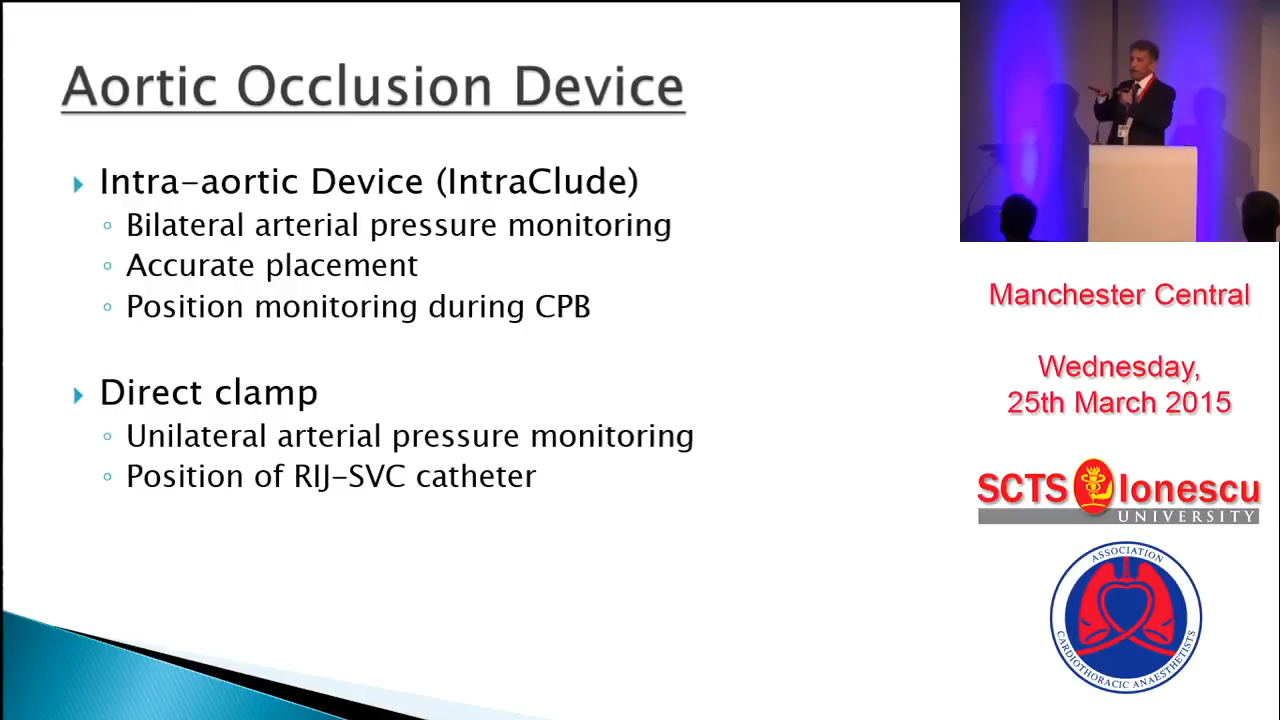 Aortic Occlusion Device
Intra-aortic Device (IntraClude)
Bilateral arterial pressure monitoring
Accurate placement
Position monitoring during CPB
Direct clamp
Unilateral arterial pressure monitoring
Position of RIJ-SVC catheter
Manchester Central
Wednesday,
25th March 2015
SCTS Ionescu
UNIVERSITY
ASSOCIATION
CARDIOTHORACIC ANAESTHETISTS